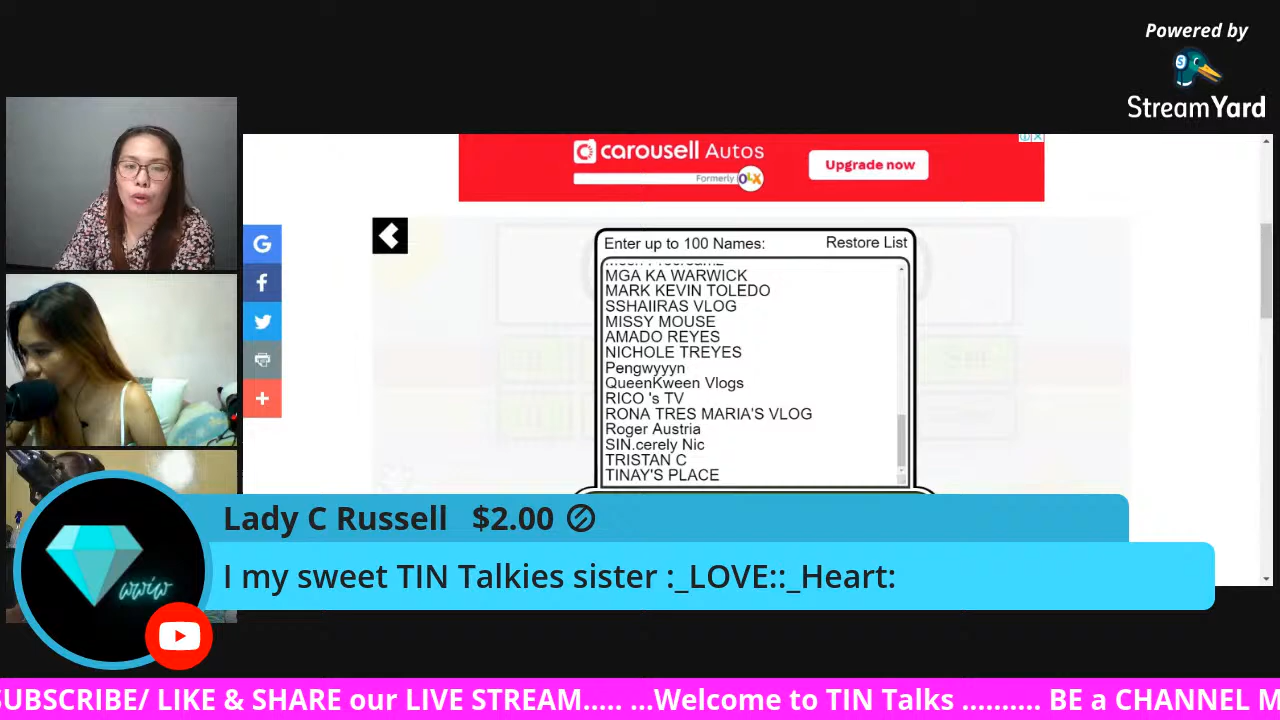 Powered by
StreamYard
carousell Autos
Formerly OLX
Upgrade now
Enter up to 100 Names:
Restore List
MGA KA WARWICK
MARK KEVIN TOLEDO
SSHAIIRAS VLOG
MISSY MOUSE
AMADO REYES
NICHOLE TREYES
Pengwyyyn
QueenKween Vlogs
RICO 's TV
RONA TRES MARIA'S VLOG
Roger Austria
SIN.cerely Nic
TRISTAN C
TINAY'S PLACE
Lady C Russell $2.00
I my sweet TIN Talkies sister :_LOVE::_Heart:
wwiw
SUBSCRIBE/ LIKE & SHARE our LIVE STREAM..... ...Welcome to TIN Talks .......... BE a CHANNEL M